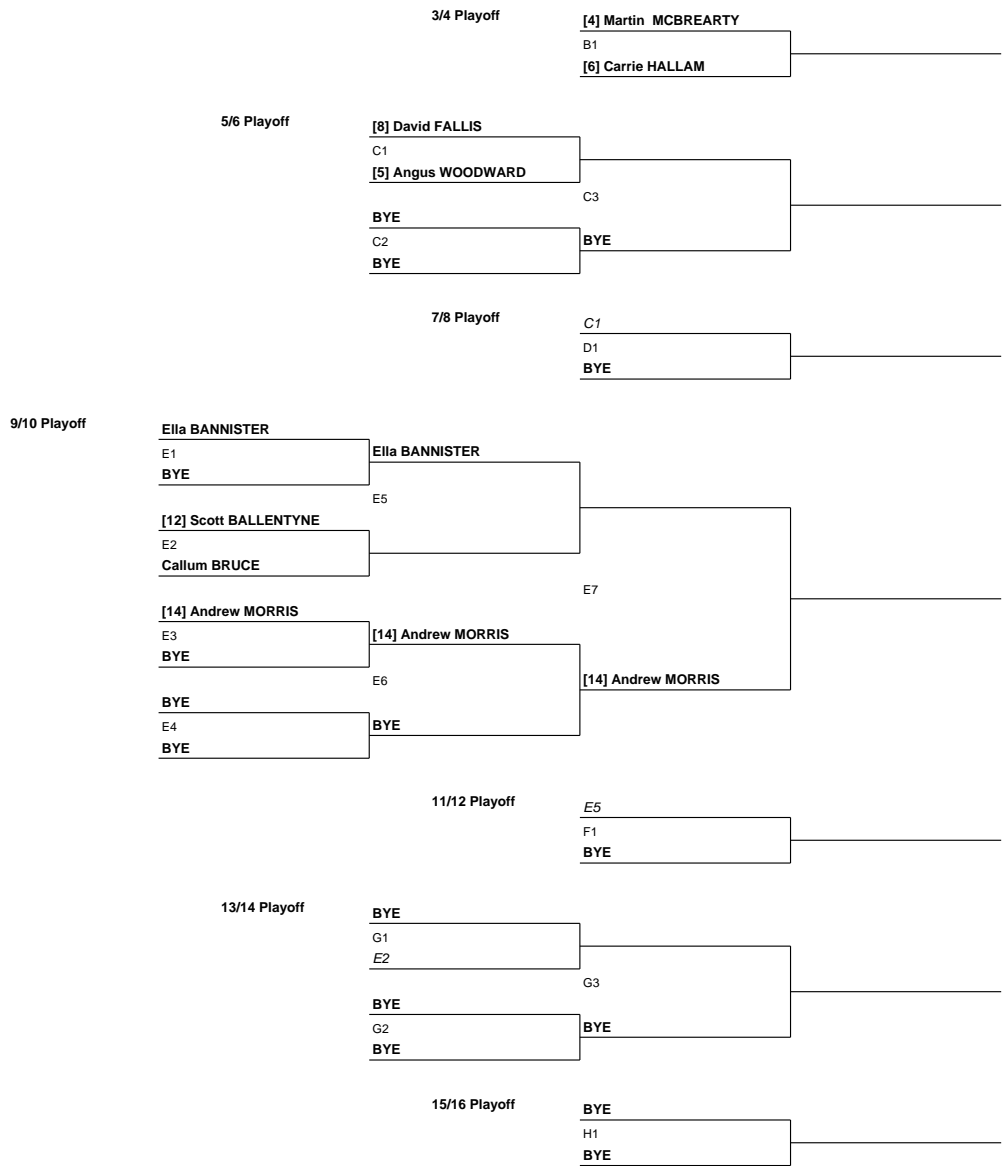 3/4 Playoff
[4] Martin  MCBREARTY
B1
[6] Carrie HALLAM
5/6 Playoff
[8] David FALLIS
C1
[5] Angus WOODWARD
C3
BYE
C2
BYE
BYE
7/8 Playoff
C1
D1
BYE
9/10 Playoff
Ella BANNISTER
E1
Ella BANNISTER
BYE
E5
[12] Scott BALLENTYNE
E2
Callum BRUCE
E7
[14] Andrew MORRIS
E3
[14] Andrew MORRIS
BYE
E6
[14] Andrew MORRIS
BYE
E4
BYE
BYE
11/12 Playoff
E5
F1
BYE
13/14 Playoff
BYE
G1
E2
G3
BYE
G2
BYE
BYE
15/16 Playoff
BYE
H1
BYE